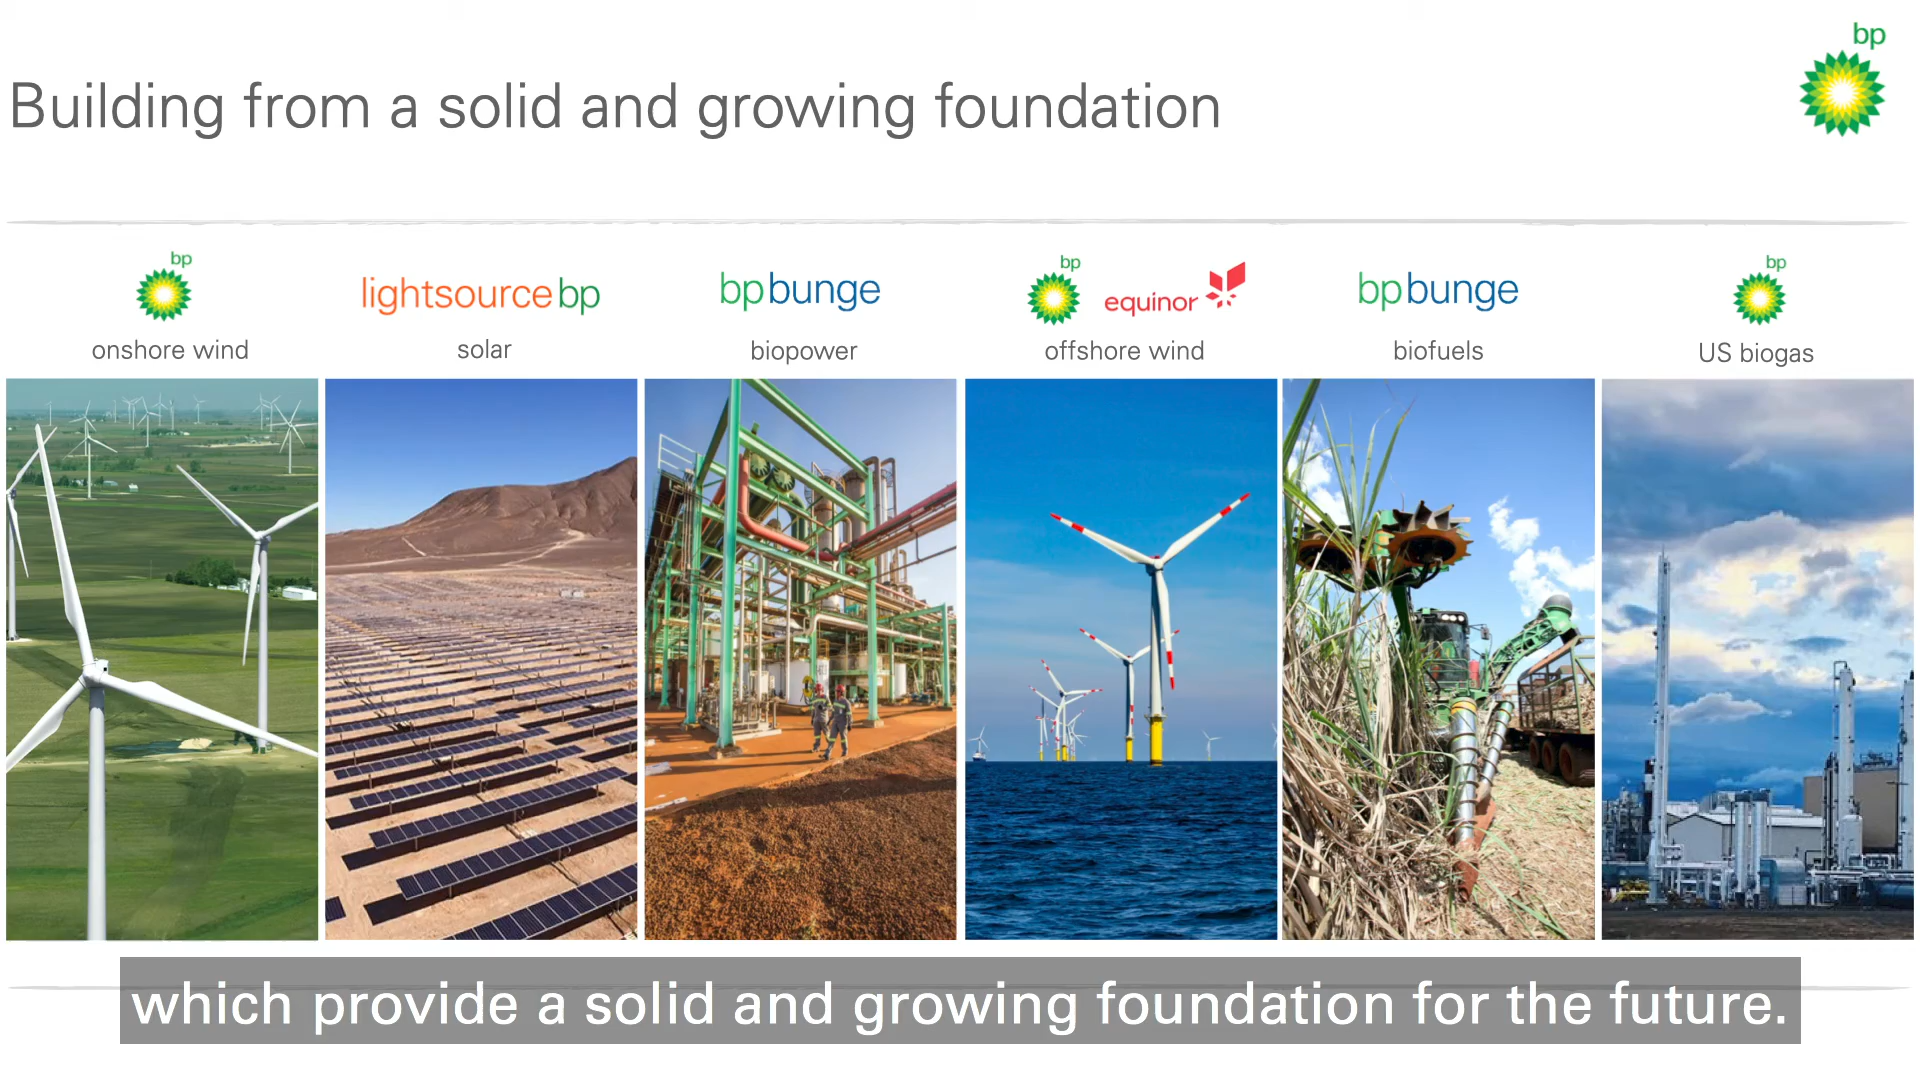 bp
Building from a solid and growing foundation
bp
onshore wind
lightsource bp
solar
bp bunge
biopower
bp
equinor
offshore wind
bp bunge
biofuels
bp
US biogas
which provide a solid and growing foundation for the future.